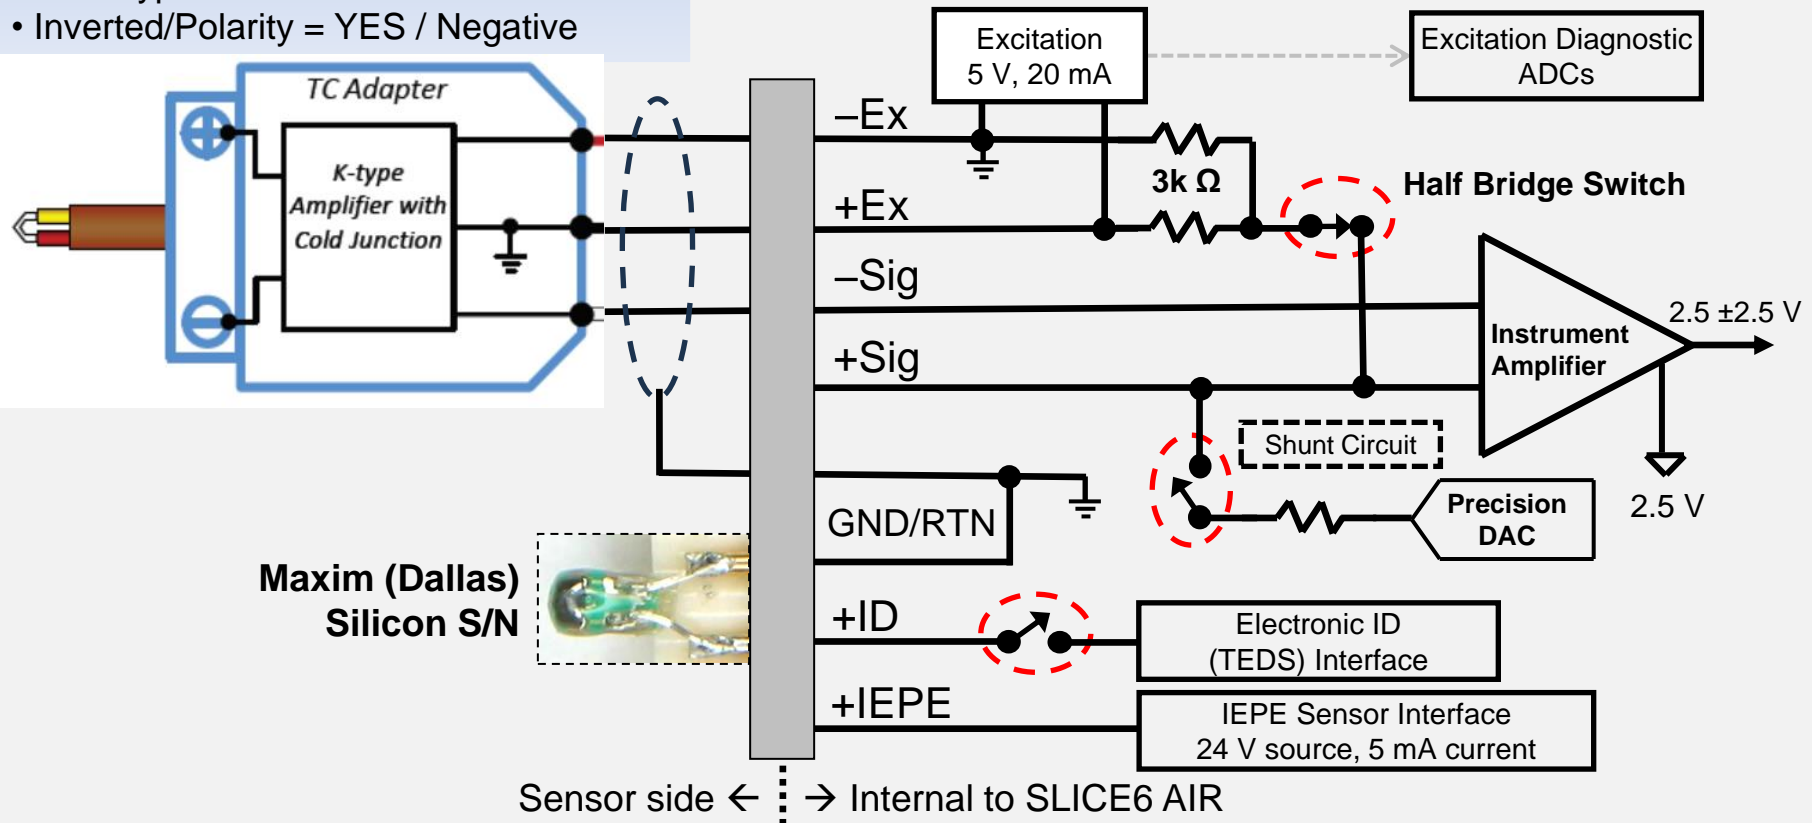 • Inverted/Polarity = YES / Negative
TC Adapter
K-type
Amplifier with
Cold Junction
Excitation
5 V, 20 mA
Excitation Diagnostic
ADCs
–Ex
+Ex
–Sig
+Sig
3k Ω
Half Bridge Switch
Instrument
Amplifier
2.5 ±2.5 V
2.5 V
Shunt Circuit
Precision
DAC
GND/RTN
Maxim (Dallas)
Silicon S/N
+ID
Electronic ID
(TEDS) Interface
+IEPE
IEPE Sensor Interface
24 V source, 5 mA current
Sensor side ← → Internal to SLICE6 AIR